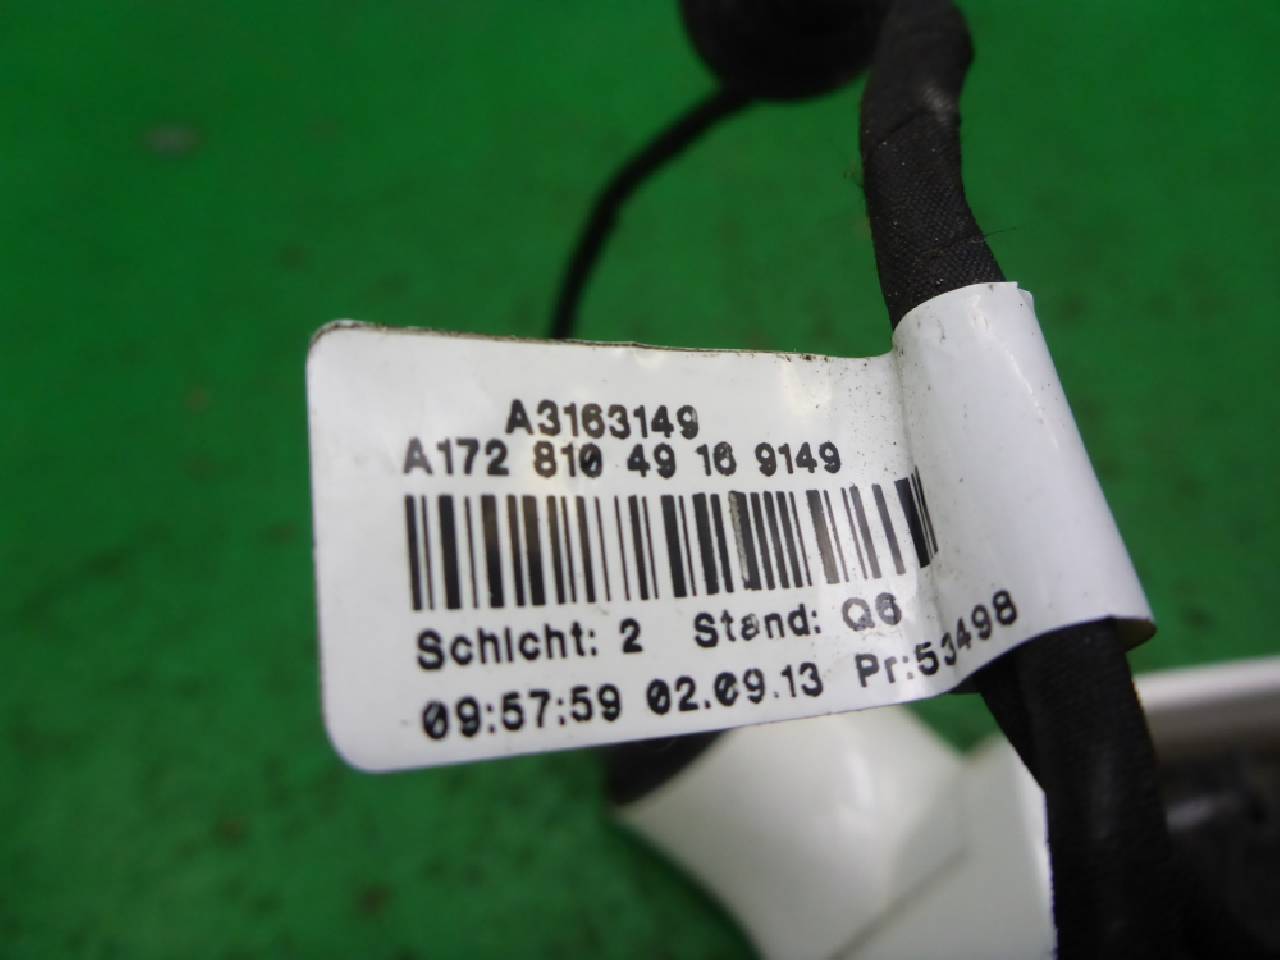 A3163149
A172 810 49 16 9149
Schicht: 2 Stand: Q6
09:57:59 02.09.13 Pr:53498